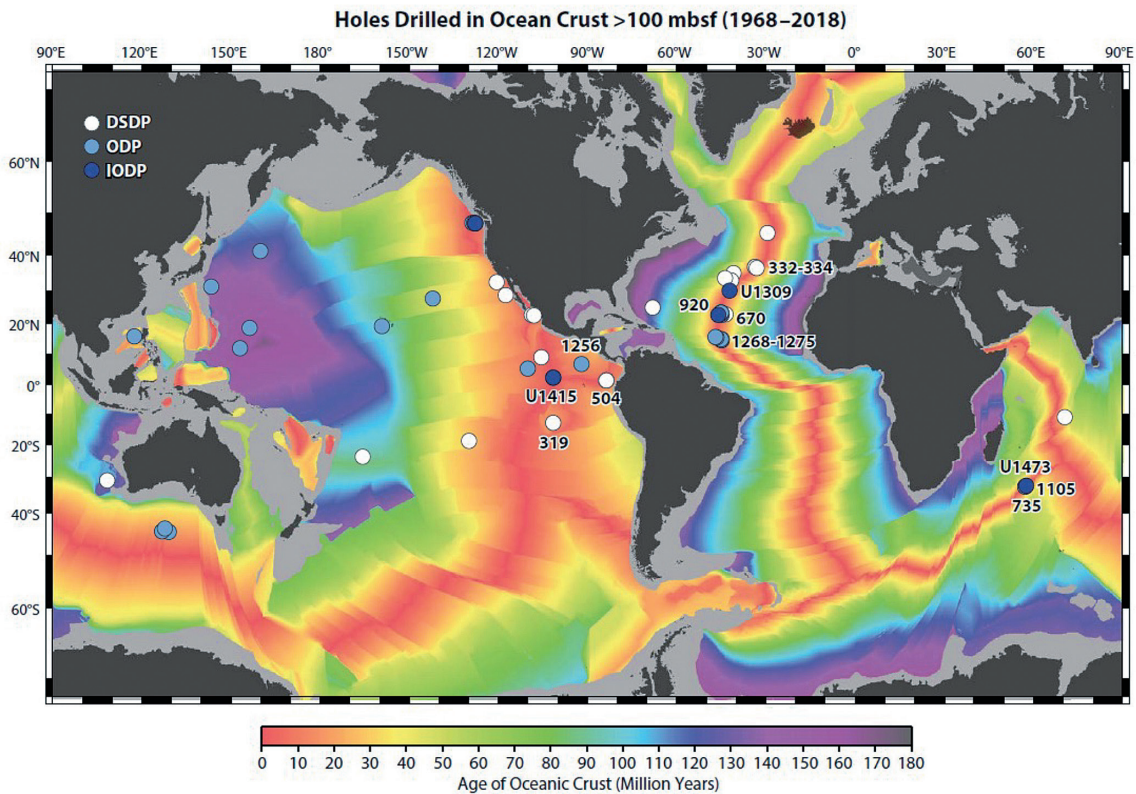 Holes Drilled in Ocean Crust >100 mbsf (1968–2018)
90°E 120°E 150°E 180° 150°W 120°W 90°W 60°W 30°W 0° 30°E 60°E 90°E
DSDP
ODP
IODP
60°N
40°N
20°N
0°
20°S
40°S
60°S
332-334
U1309
920
670
1268-1275
1256
U1415
504
319
U1473
1105
735
0 10 20 30 40 50 60 70 80 90 100 110 120 130 140 150 160 170 180
Age of Oceanic Crust (Million Years)